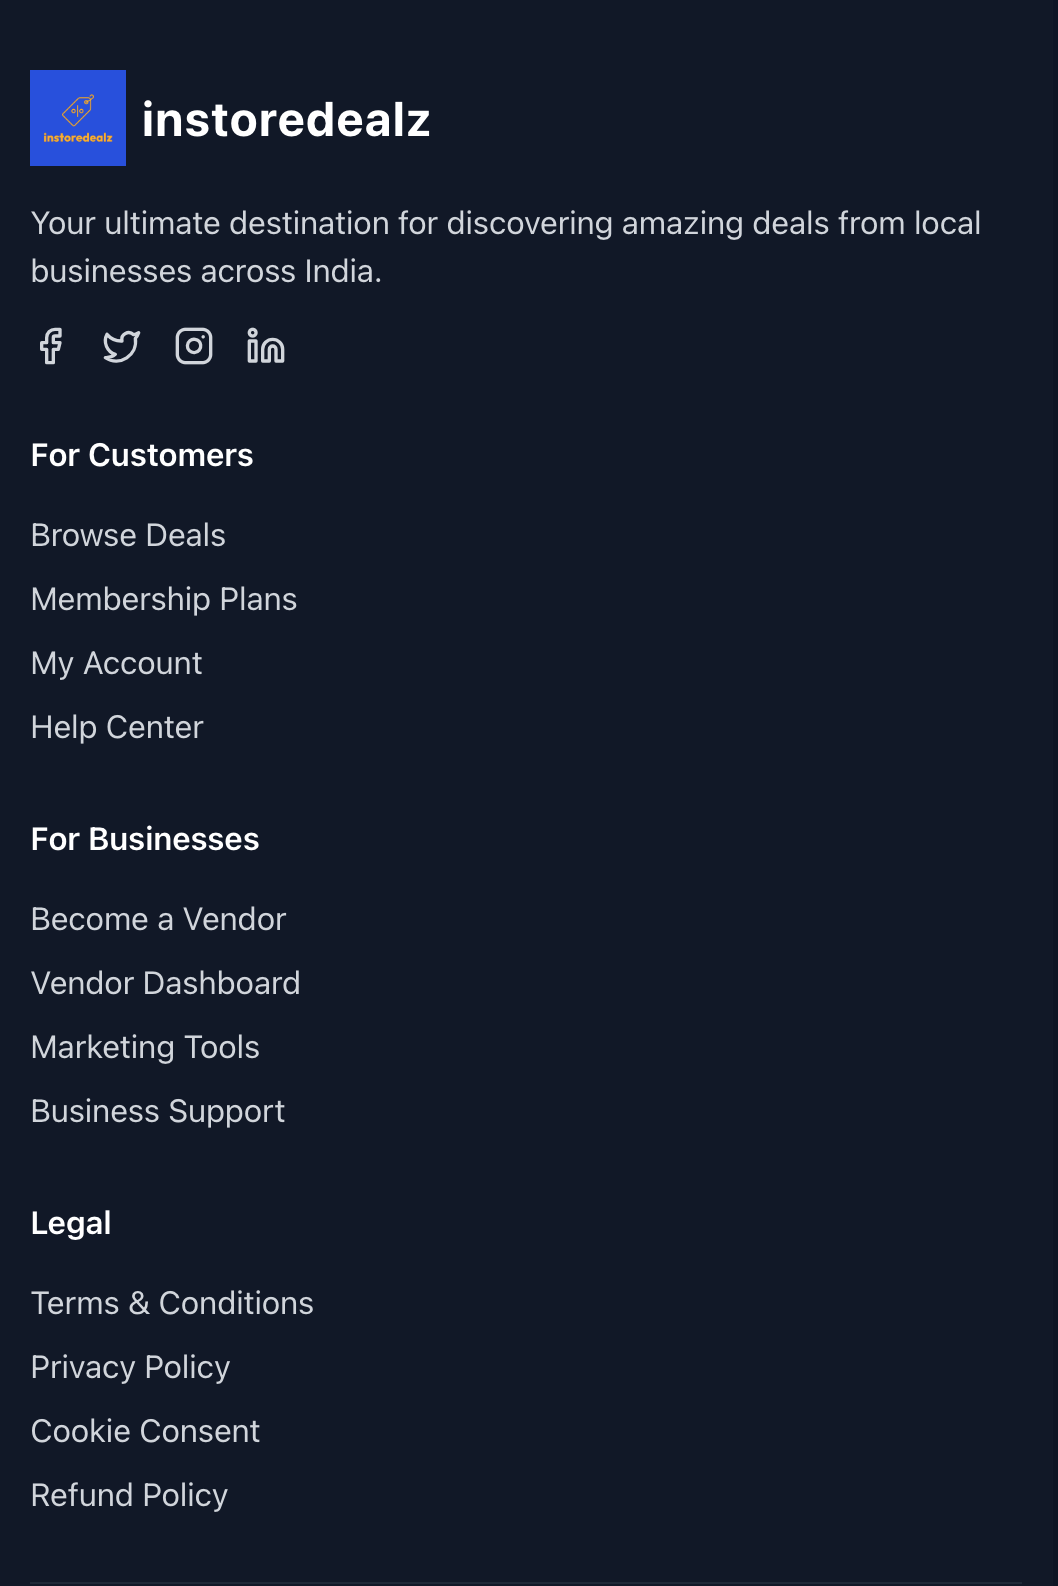 instoredealz
instoredealz
Your ultimate destination for discovering amazing deals from local
businesses across India.
For Customers
Browse Deals
Membership Plans
My Account
Help Center
For Businesses
Become a Vendor
Vendor Dashboard
Marketing Tools
Business Support
Legal
Terms & Conditions
Privacy Policy
Cookie Consent
Refund Policy